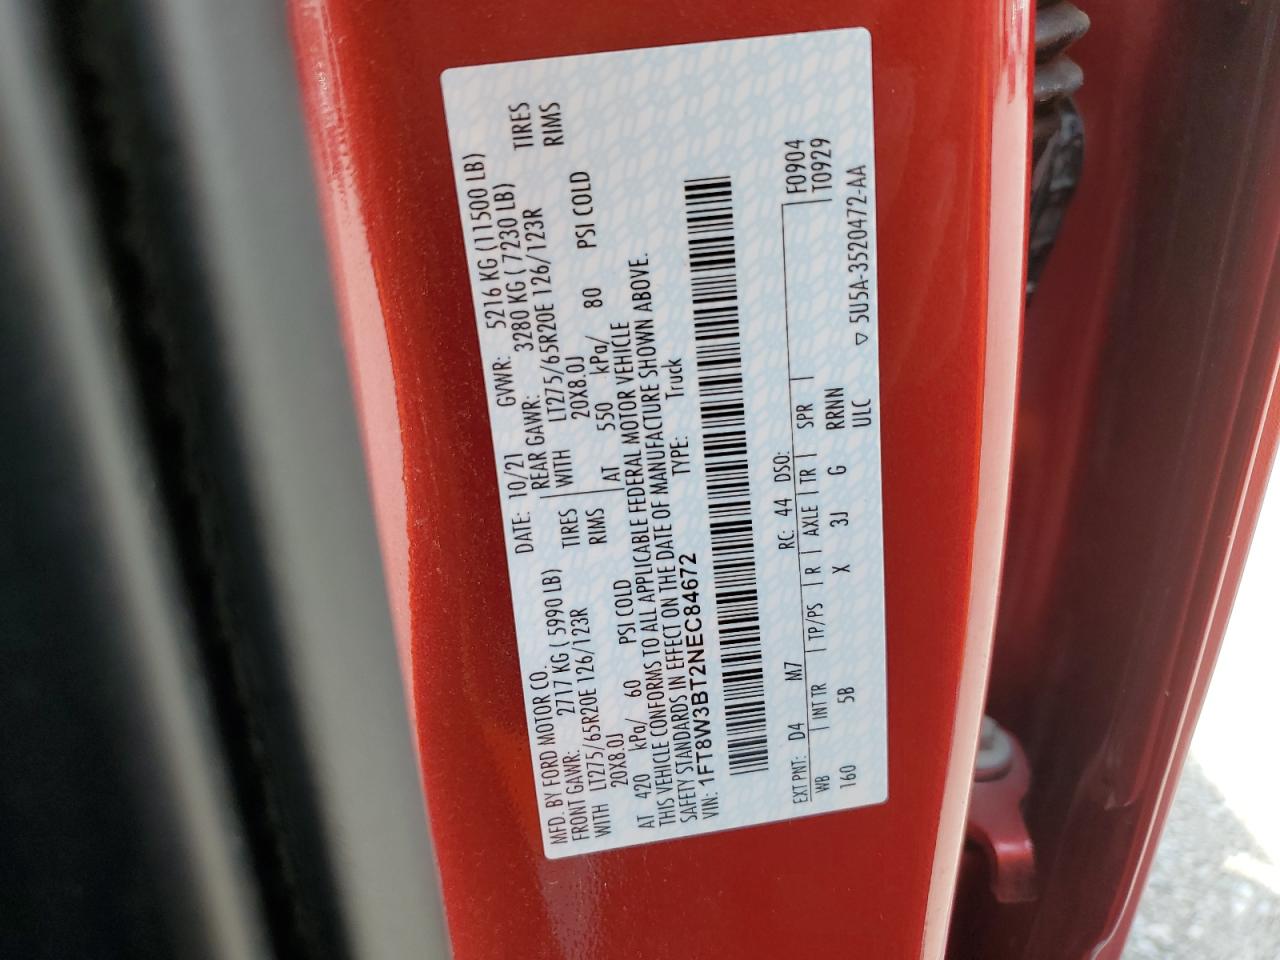 MFD. BY FORD MOTOR CO.
DATE: 10/21 GVWR: 5216 KG (11500 LB)
FRONT GAWR: 2717 KG ( 5990 LB) REAR GAWR: 3280 KG ( 7230 LB)
WITH LT275/65R20E 126/123R TIRES WITH LT275/65R20E 126/123R TIRES
20X8.0J RIMS 20X8.0J RIMS
AT 420 kPa/ 60 PSI COLD AT 550 kPa/ 80 PSI COLD
THIS VEHICLE CONFORMS TO ALL APPLICABLE FEDERAL MOTOR VEHICLE
SAFETY STANDARDS IN EFFECT ON THE DATE OF MANUFACTURE SHOWN ABOVE.
VIN: 1FT8W3BT2NEC84672 TYPE: Truck
F0904
EXT PNT: D4 M7 RC: 44 DSO: T0929
WB INT TR TP/PS R AXLE TR SPR
160 5B X 3J G RRNN
ULC ▽ 5U5A-3520472-AA